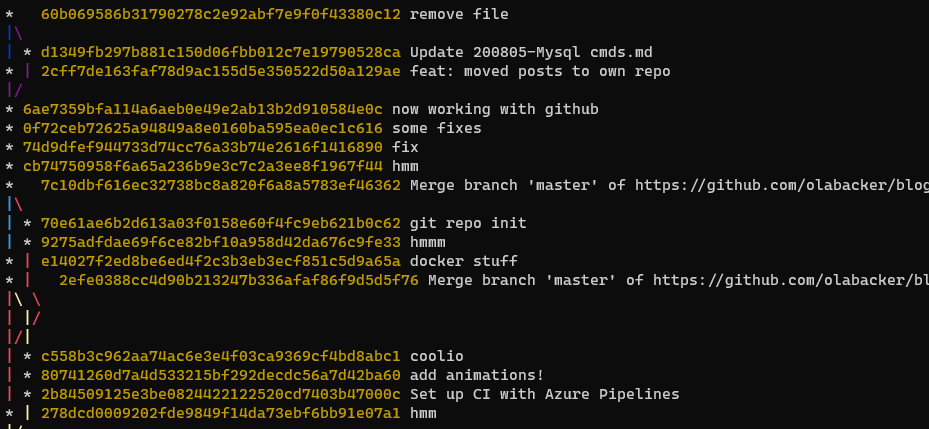 *   60b069586b31790278c2e92abf7e9f0f43380c12 remove file
|\
| * d1349fb297b881c150d06fbb012c7e19790528ca Update 200805-Mysql cmds.md
* | 2cff7de163faf78d9ac155d5e350522d50a129ae feat: moved posts to own repo
|/
* 6ae7359bfa114a6aeb0e49e2ab13b2d910584e0c now working with github
* 0f72ceb72625a94849a8e0160ba595ea0ec1c616 some fixes
* 74d9dfef944733d74cc76a33b74e2616f1416890 fix
* cb74750958f6a65a236b9e3c7c2a3ee8f1967f44 hmm
*   7c10dbf616ec32738bc8a820f6a8a5783ef46362 Merge branch 'master' of https://github.com/olabacker/blog
|\
| * 70e61ae6b2d613a03f0158e60f4fc9eb621b0c62 git repo init
| * 9275adfdae69f6ce82bf10a958d42da676c9fe33 hmmm
* | e14027f2ed8be6ed4f2c3b3eb3ecf851c5d9a65a docker stuff
* |   2efe0388cc4d90b213247b336afaf86f9d5d5f76 Merge branch 'master' of https://github.com/olabacker/bl
|\ \
| |/
|/|
| * c558b3c962aa74ac6e3e4f03ca9369cf4bd8abc1 coolio
| * 80741260d7a4d533215bf292decdc56a7d42ba60 add animations!
| * 2b84509125e3be0824422122520cd7403b47000c Set up CI with Azure Pipelines
* | 278dcd0009202fde9849f14da73ebf6bb91e07a1 hmm
|/